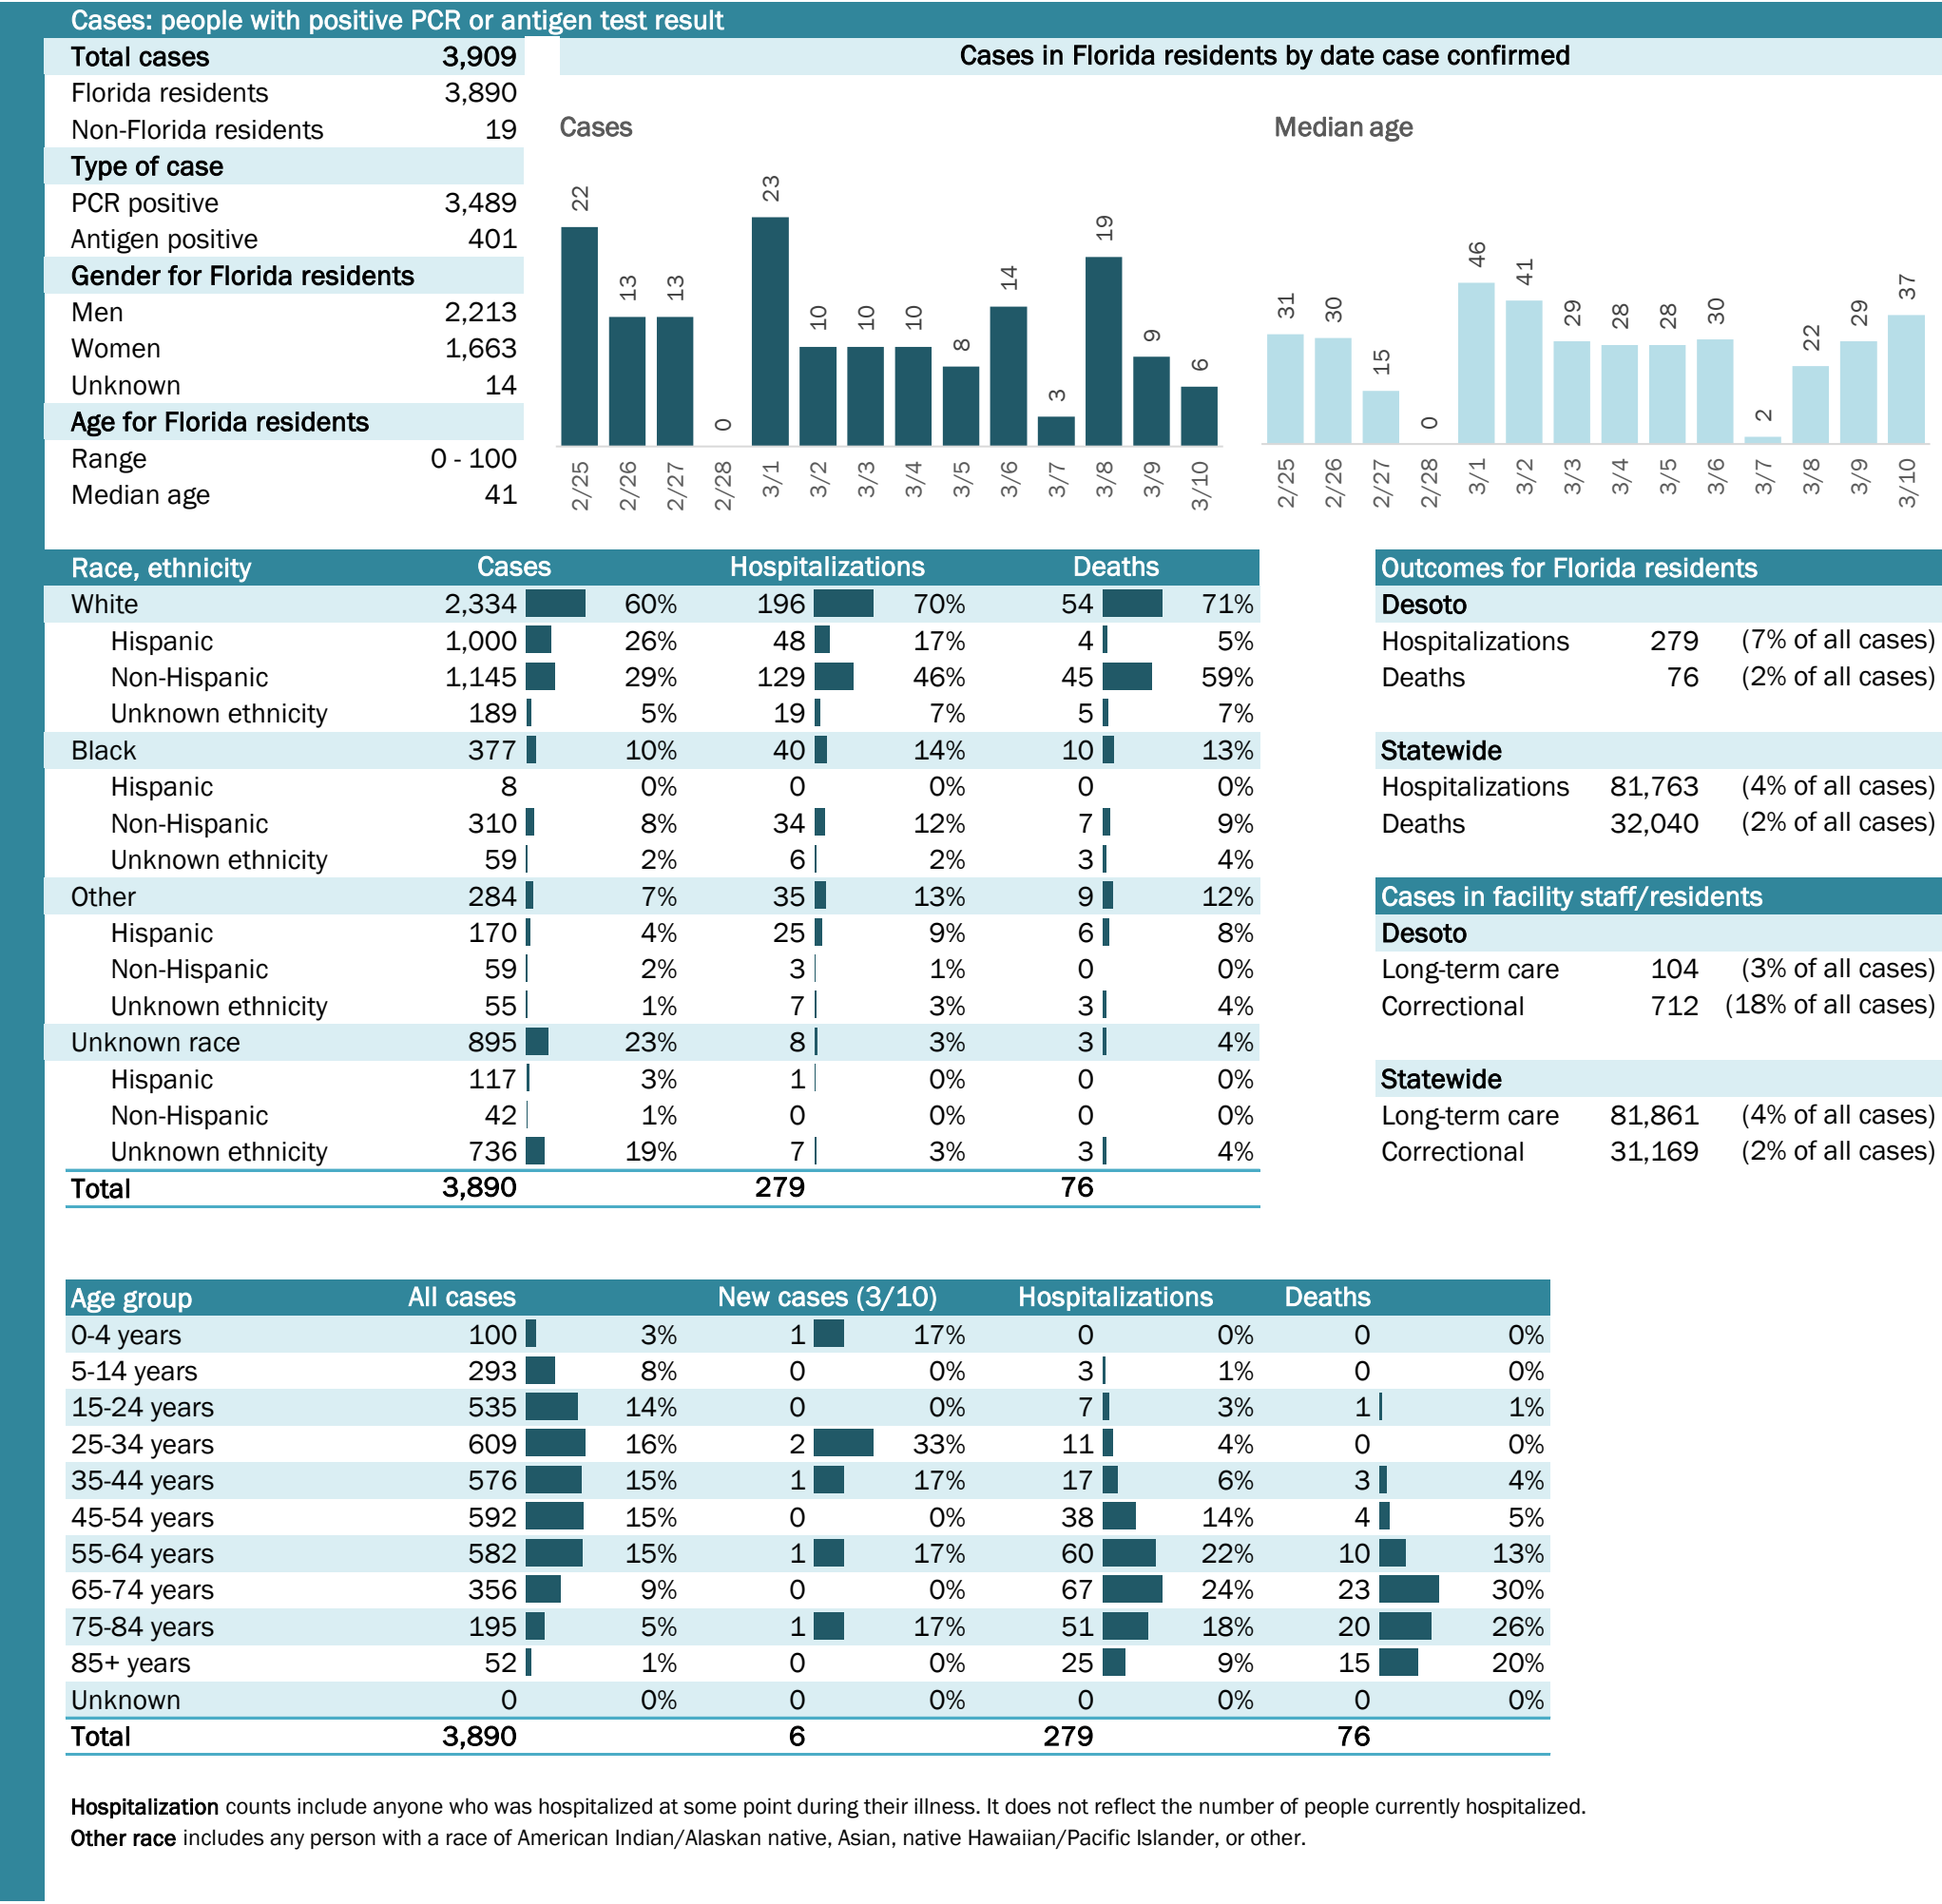 Cases: people with positive PCR or antigen test result
Total cases 3,909
Florida residents 3,890
Non-Florida residents 19
Type of case
PCR positive 3,489
Antigen positive 401
Gender for Florida residents
Men 2,213
Women 1,663
Unknown 14
Age for Florida residents
Range 0 - 100
Median age 41
Cases in Florida residents by date case confirmed
Cases
22 13 13 0 23 10 10 10 8 14 3 19 9 6
2/25 2/26 2/27 2/28 3/1 3/2 3/3 3/4 3/5 3/6 3/7 3/8 3/9 3/10
Median age
31 30 15 0 46 41 29 28 28 30 2 22 29 37
2/25 2/26 2/27 2/28 3/1 3/2 3/3 3/4 3/5 3/6 3/7 3/8 3/9 3/10
Race, ethnicity Cases Hospitalizations Deaths
White 2,334 60% 196 70% 54 71%
Hispanic 1,000 26% 48 17% 4 5%
Non-Hispanic 1,145 29% 129 46% 45 59%
Unknown ethnicity 189 5% 19 7% 5 7%
Black 377 10% 40 14% 10 13%
Hispanic 8 0% 0 0% 0 0%
Non-Hispanic 310 8% 34 12% 7 9%
Unknown ethnicity 59 2% 6 2% 3 4%
Other 284 7% 35 13% 9 12%
Hispanic 170 4% 25 9% 6 8%
Non-Hispanic 59 2% 3 1% 0 0%
Unknown ethnicity 55 1% 7 3% 3 4%
Unknown race 895 23% 8 3% 3 4%
Hispanic 117 3% 1 0% 0 0%
Non-Hispanic 42 1% 0 0% 0 0%
Unknown ethnicity 736 19% 7 3% 3 4%
Total 3,890 279 76
Outcomes for Florida residents
Desoto
Hospitalizations 279 (7% of all cases)
Deaths 76 (2% of all cases)
Statewide
Hospitalizations 81,763 (4% of all cases)
Deaths 32,040 (2% of all cases)
Cases in facility staff/residents
Desoto
Long-term care 104 (3% of all cases)
Correctional 712 (18% of all cases)
Statewide
Long-term care 81,861 (4% of all cases)
Correctional 31,169 (2% of all cases)
Age group All cases New cases (3/10) Hospitalizations Deaths
0-4 years 100 3% 1 17% 0 0% 0 0%
5-14 years 293 8% 0 0% 3 1% 0 0%
15-24 years 535 14% 0 0% 7 3% 1 1%
25-34 years 609 16% 2 33% 11 4% 0 0%
35-44 years 576 15% 1 17% 17 6% 3 4%
45-54 years 592 15% 0 0% 38 14% 4 5%
55-64 years 582 15% 1 17% 60 22% 10 13%
65-74 years 356 9% 0 0% 67 24% 23 30%
75-84 years 195 5% 1 17% 51 18% 20 26%
85+ years 52 1% 0 0% 25 9% 15 20%
Unknown 0 0% 0 0% 0 0% 0 0%
Total 3,890 6 279 76
Hospitalization counts include anyone who was hospitalized at some point during their illness. It does not reflect the number of people currently hospitalized.
Other race includes any person with a race of American Indian/Alaskan native, Asian, native Hawaiian/Pacific Islander, or other.